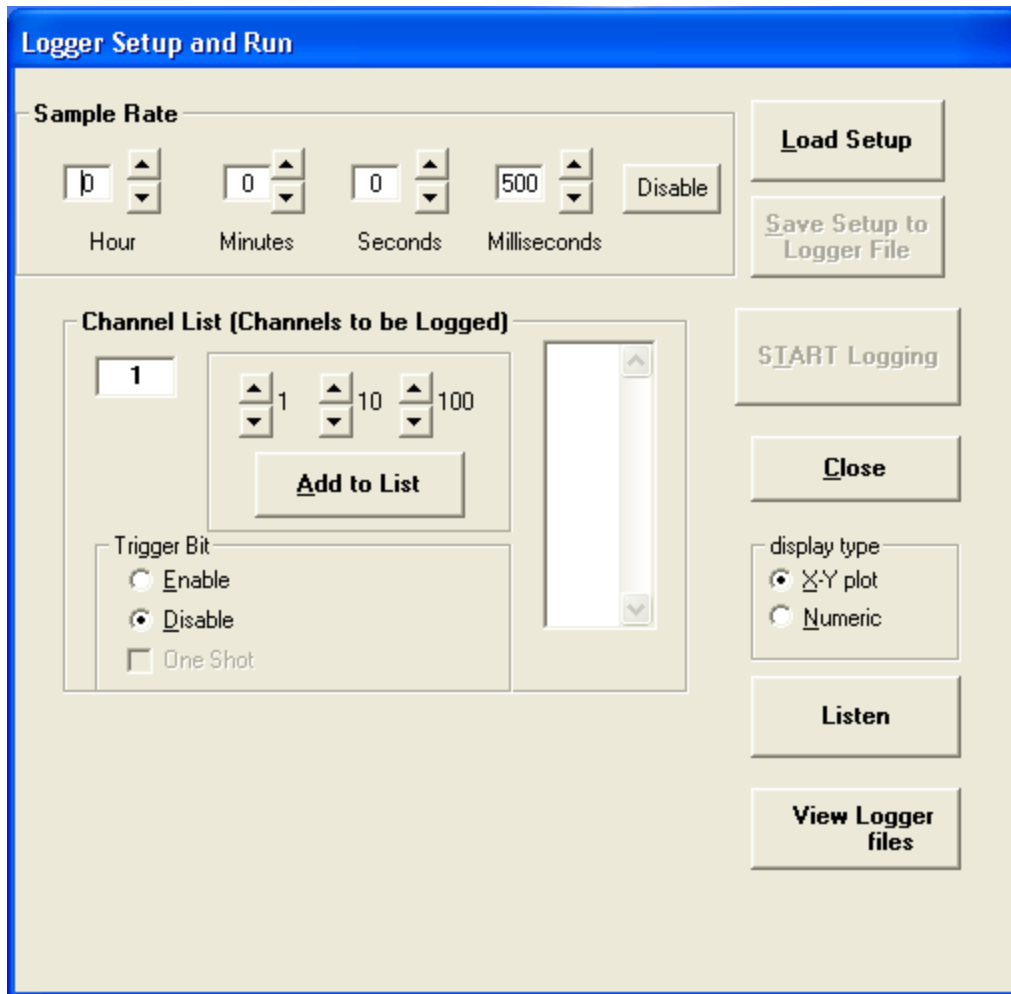 Logger Setup and Run
Sample Rate
0 0 0 500 Disable
Hour Minutes Seconds Milliseconds
Load Setup
Save Setup to
Logger File
Channel List (Channels to be Logged)
1
1 10 100
Add to List
Trigger Bit
Enable
Disable
One Shot
START Logging
Close
display type
X-Y plot
Numeric
Listen
View Logger
files